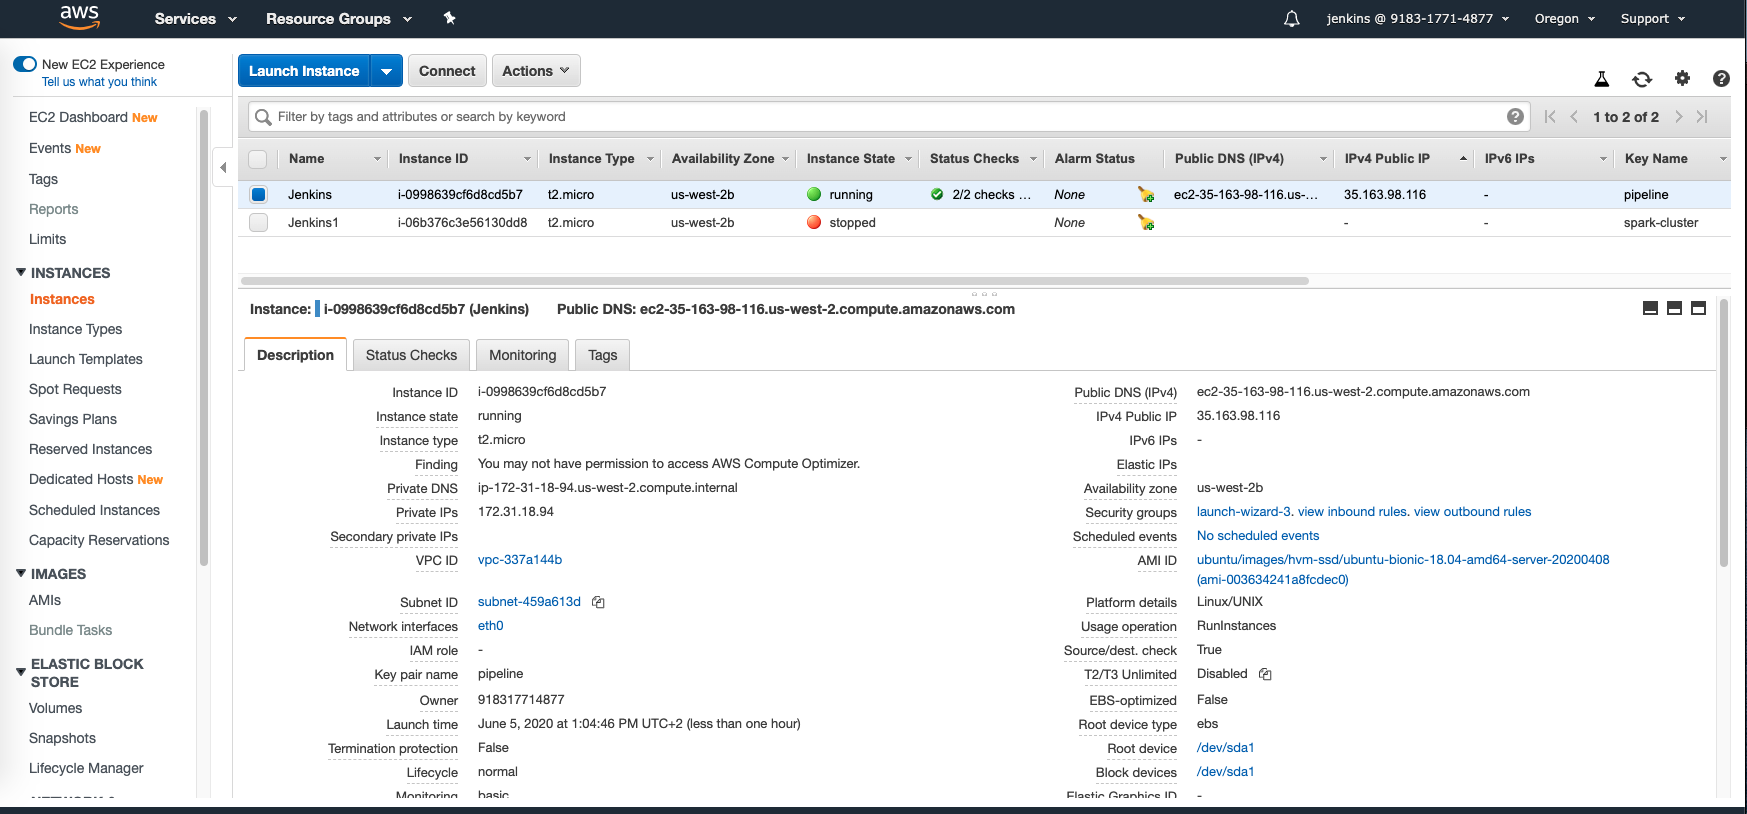 aws Services Resource Groups jenkins @ 9183-1771-4877 Oregon Support
New EC2 Experience
Tell us what you think
EC2 Dashboard New
Events New
Tags
Reports
Limits
INSTANCES
Instances
Instance Types
Launch Templates
Spot Requests
Savings Plans
Reserved Instances
Dedicated Hosts New
Scheduled Instances
Capacity Reservations
IMAGES
AMIs
Bundle Tasks
ELASTIC BLOCK
STORE
Volumes
Snapshots
Lifecycle Manager
Launch Instance Connect Actions
Filter by tags and attributes or search by keyword 1 to 2 of 2
Name Instance ID Instance Type Availability Zone Instance State Status Checks Alarm Status Public DNS (IPv4) IPv4 Public IP IPv6 IPs Key Name
Jenkins i-0998639cf6d8cd5b7 t2.micro us-west-2b running 2/2 checks ... None ec2-35-163-98-116.us-... 35.163.98.116 - pipeline
Jenkins1 i-06b376c3e56130dd8 t2.micro us-west-2b stopped None - - spark-cluster
Instance: i-0998639cf6d8cd5b7 (Jenkins) Public DNS: ec2-35-163-98-116.us-west-2.compute.amazonaws.com
Description Status Checks Monitoring Tags
Instance ID i-0998639cf6d8cd5b7
Instance state running
Instance type t2.micro
Finding You may not have permission to access AWS Compute Optimizer.
Private DNS ip-172-31-18-94.us-west-2.compute.internal
Private IPs 172.31.18.94
Secondary private IPs
VPC ID vpc-337a144b
Subnet ID subnet-459a613d
Network interfaces eth0
IAM role -
Key pair name pipeline
Owner 918317714877
Launch time June 5, 2020 at 1:04:46 PM UTC+2 (less than one hour)
Termination protection False
Lifecycle normal
Monitoring basic
Public DNS (IPv4) ec2-35-163-98-116.us-west-2.compute.amazonaws.com
IPv4 Public IP 35.163.98.116
IPv6 IPs -
Elastic IPs
Availability zone us-west-2b
Security groups launch-wizard-3. view inbound rules. view outbound rules
Scheduled events No scheduled events
AMI ID ubuntu/images/hvm-ssd/ubuntu-bionic-18.04-amd64-server-20200408
(ami-003634241a8fcdec0)
Platform details Linux/UNIX
Usage operation RunInstances
Source/dest. check True
T2/T3 Unlimited Disabled
EBS-optimized False
Root device type ebs
Root device /dev/sda1
Block devices /dev/sda1
Elastic Graphics ID -